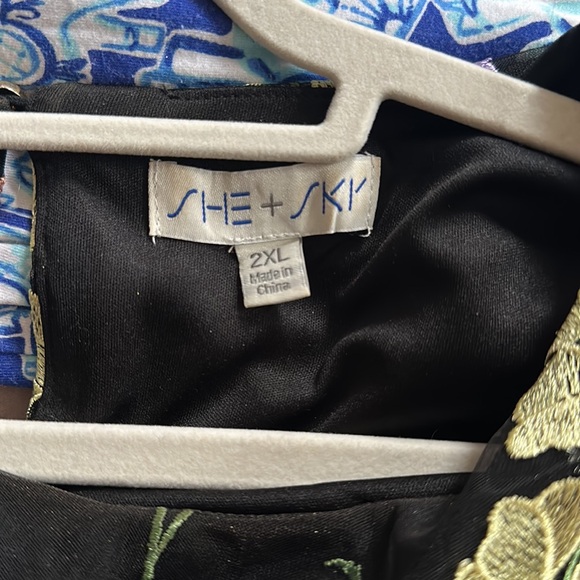 SHE + SKY
2XL
Made in
China